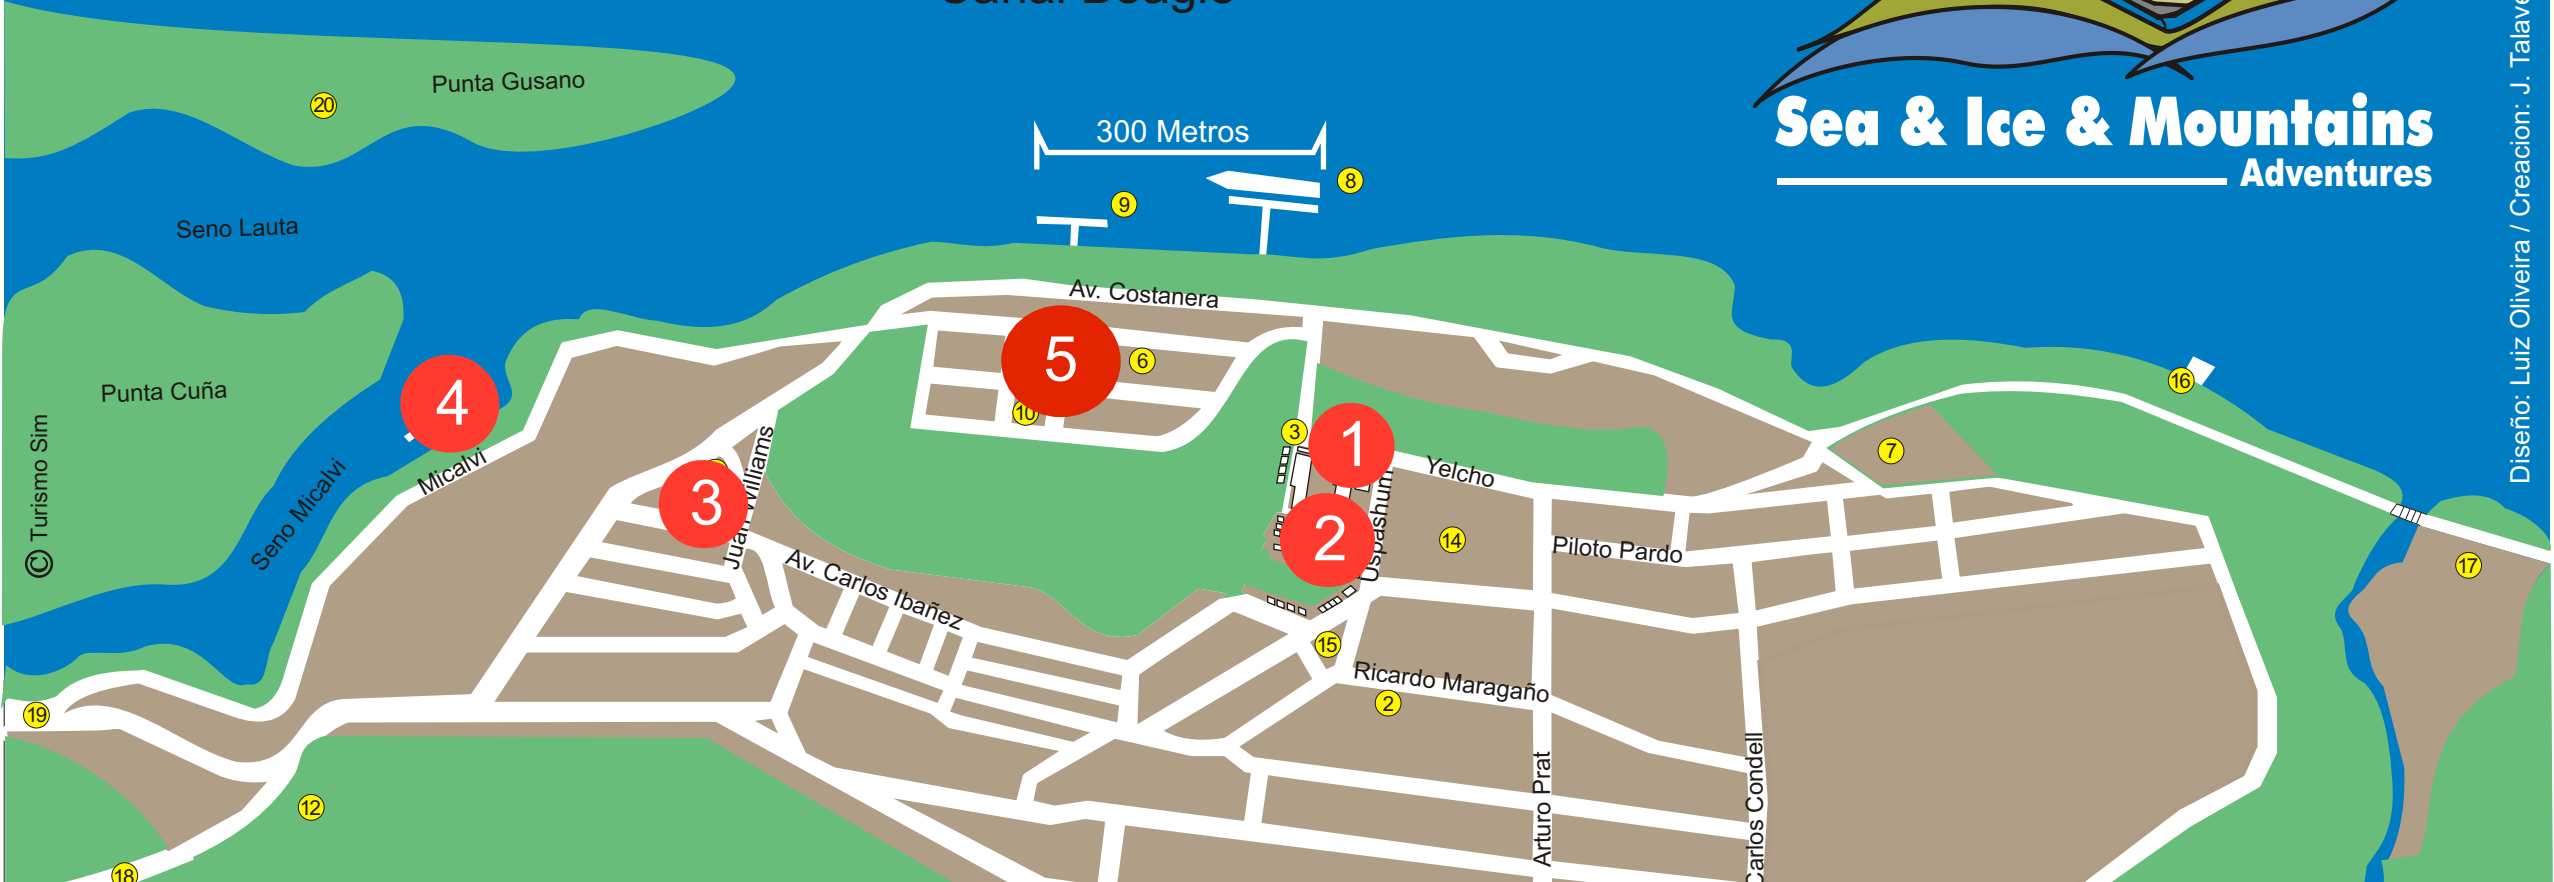 Canal Beagle
Punta Gusano
20
300 Metros
Sea & Ice & Mountains
Adventures
8
9
Seno Lauta
Av. Costanera
Punta Cuña
5
6
10
4
16
3
1
7
Yelcho
Micalvi
Seno Micalvi
3
Juan Williams
2
Uspashum
14
Piloto Pardo
17
Av. Carlos Ibañez
15
Ricardo Maragaño
2
19
12
18
Arturo Prat
Carlos Condell
© Turismo Sim
Diseño: Luiz Oliveira / Creacion: J.